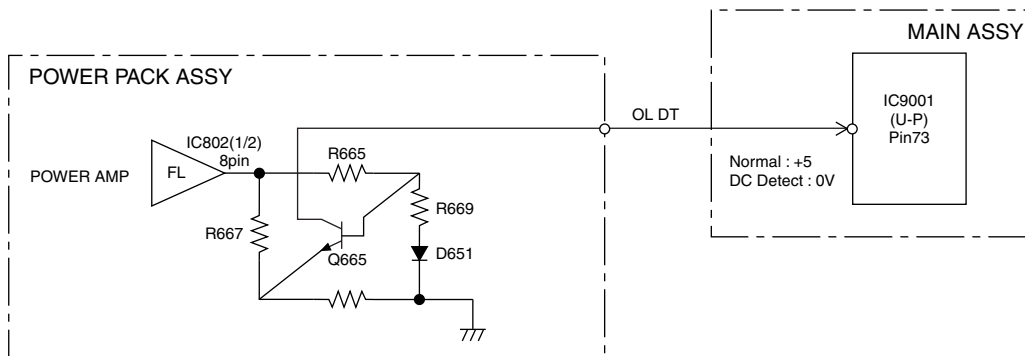 MAIN ASSY
POWER PACK ASSY
IC9001
(U-P)
Pin73
OL DT
IC802(1/2)
8pin
R665
FL
POWER AMP
Normal : +5
DC Detect : 0V
R669
R667
Q665
D651